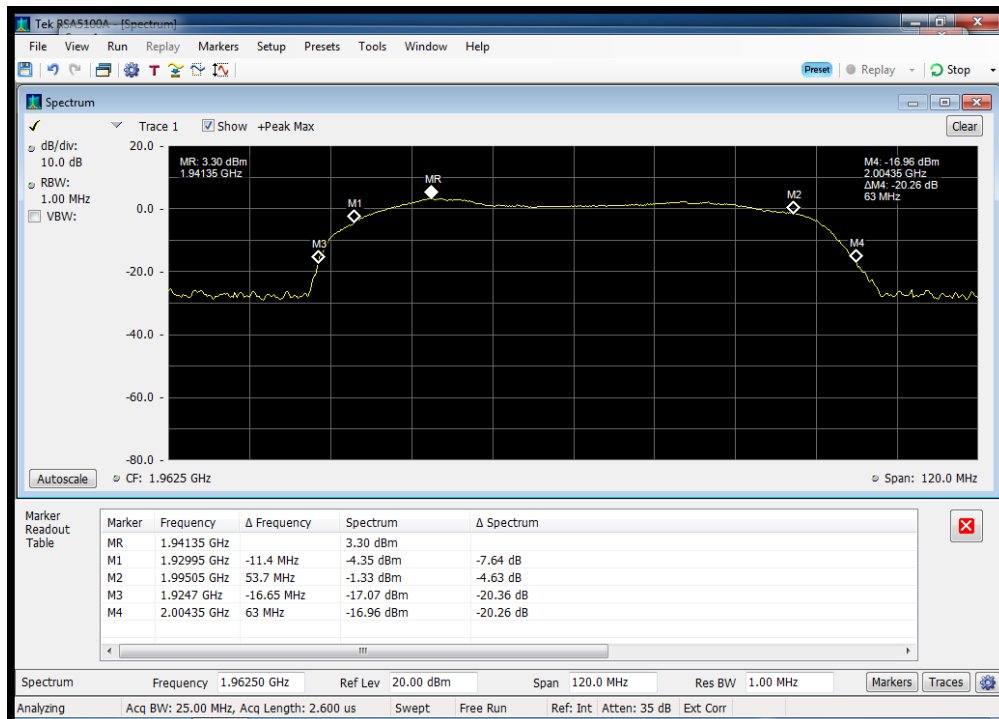 Tek RSA5100A - [Spectrum]
File View Run Replay Markers Setup Presets Tools Window Help
Preset Replay Stop
Spectrum
Trace 1 Show +Peak Max Clear
dB/div:
10.0 dB
RBW:
1.00 MHz
VBW:
20.0
0.0
-20.0
-40.0
-60.0
-80.0
MR: 3.30 dBm
1.94135 GHz
M4: -16.96 dBm
2.00435 GHz
ΔM4: -20.26 dB
63 MHz
MR
M1
M2
M3
M4
Autoscale CF: 1.9625 GHz Span: 120.0 MHz
Marker
Readout
Table
Marker Frequency Δ Frequency Spectrum Δ Spectrum
MR 1.94135 GHz 3.30 dBm
M1 1.92995 GHz -11.4 MHz -4.35 dBm -7.64 dB
M2 1.99505 GHz 53.7 MHz -1.33 dBm -4.63 dB
M3 1.9247 GHz -16.65 MHz -17.07 dBm -20.36 dB
M4 2.00435 GHz 63 MHz -16.96 dBm -20.26 dB
Spectrum Frequency 1.96250 GHz Ref Lev 20.00 dBm Span 120.0 MHz Res BW 1.00 MHz Markers Traces
Analyzing Acq BW: 25.00 MHz, Acq Length: 2.600 us Swept Free Run Ref: Int Atten: 35 dB Ext Corr